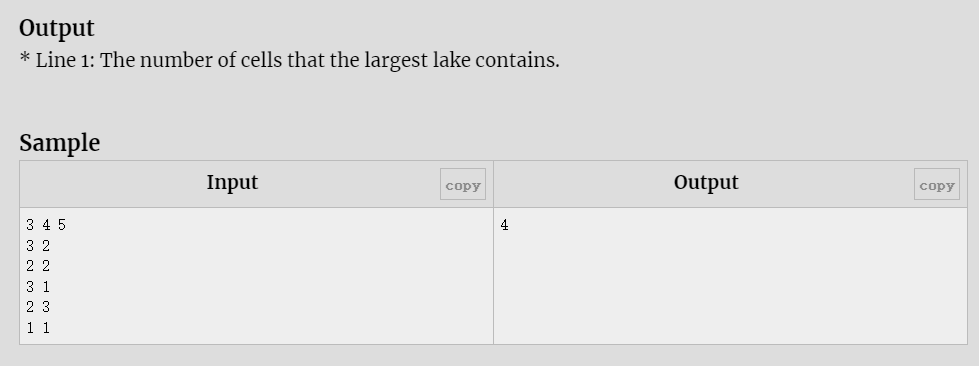 Output
* Line 1: The number of cells that the largest lake contains.
Sample
Input
copy
Output
copy
3 4 5
3 2
2 2
3 1
2 3
1 1
4